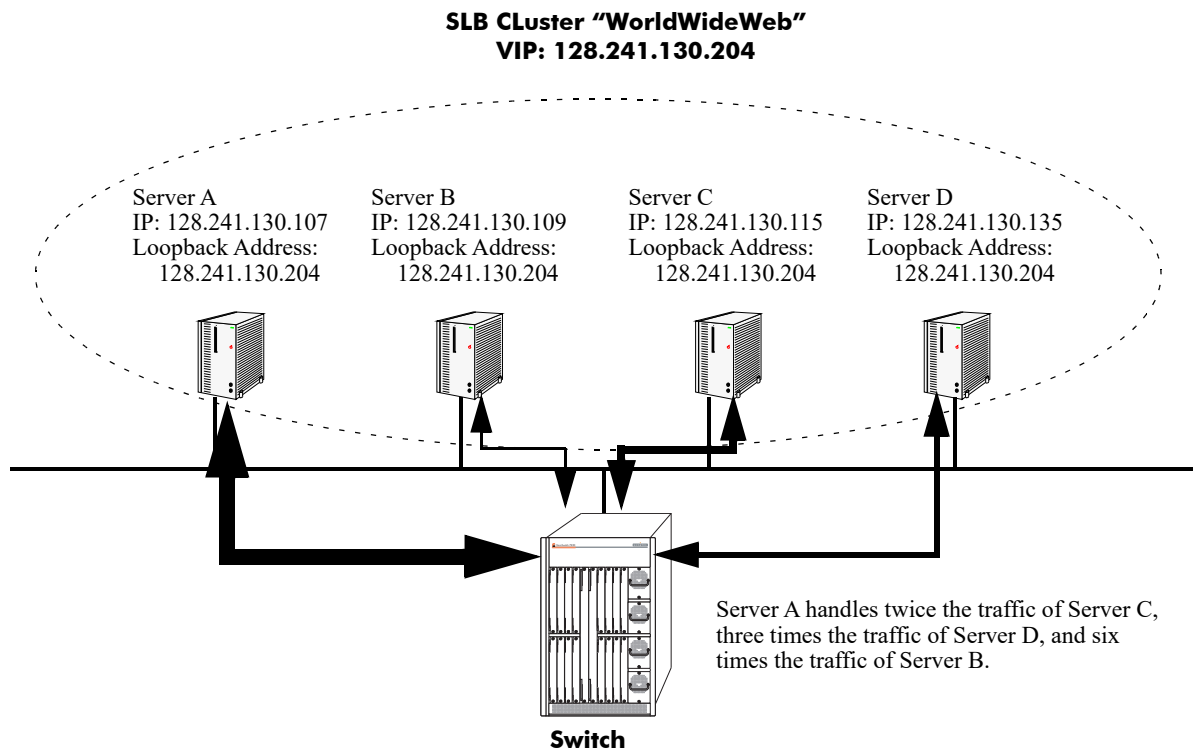 SLB CLuster “WorldWideWeb”
VIP: 128.241.130.204
Server A
IP: 128.241.130.107
Loopback Address:
128.241.130.204
Server B
IP: 128.241.130.109
Loopback Address:
128.241.130.204
Server C
IP: 128.241.130.115
Loopback Address:
128.241.130.204
Server D
IP: 128.241.130.135
Loopback Address:
128.241.130.204
Server A handles twice the traffic of Server C,
three times the traffic of Server D, and six
times the traffic of Server B.
Switch